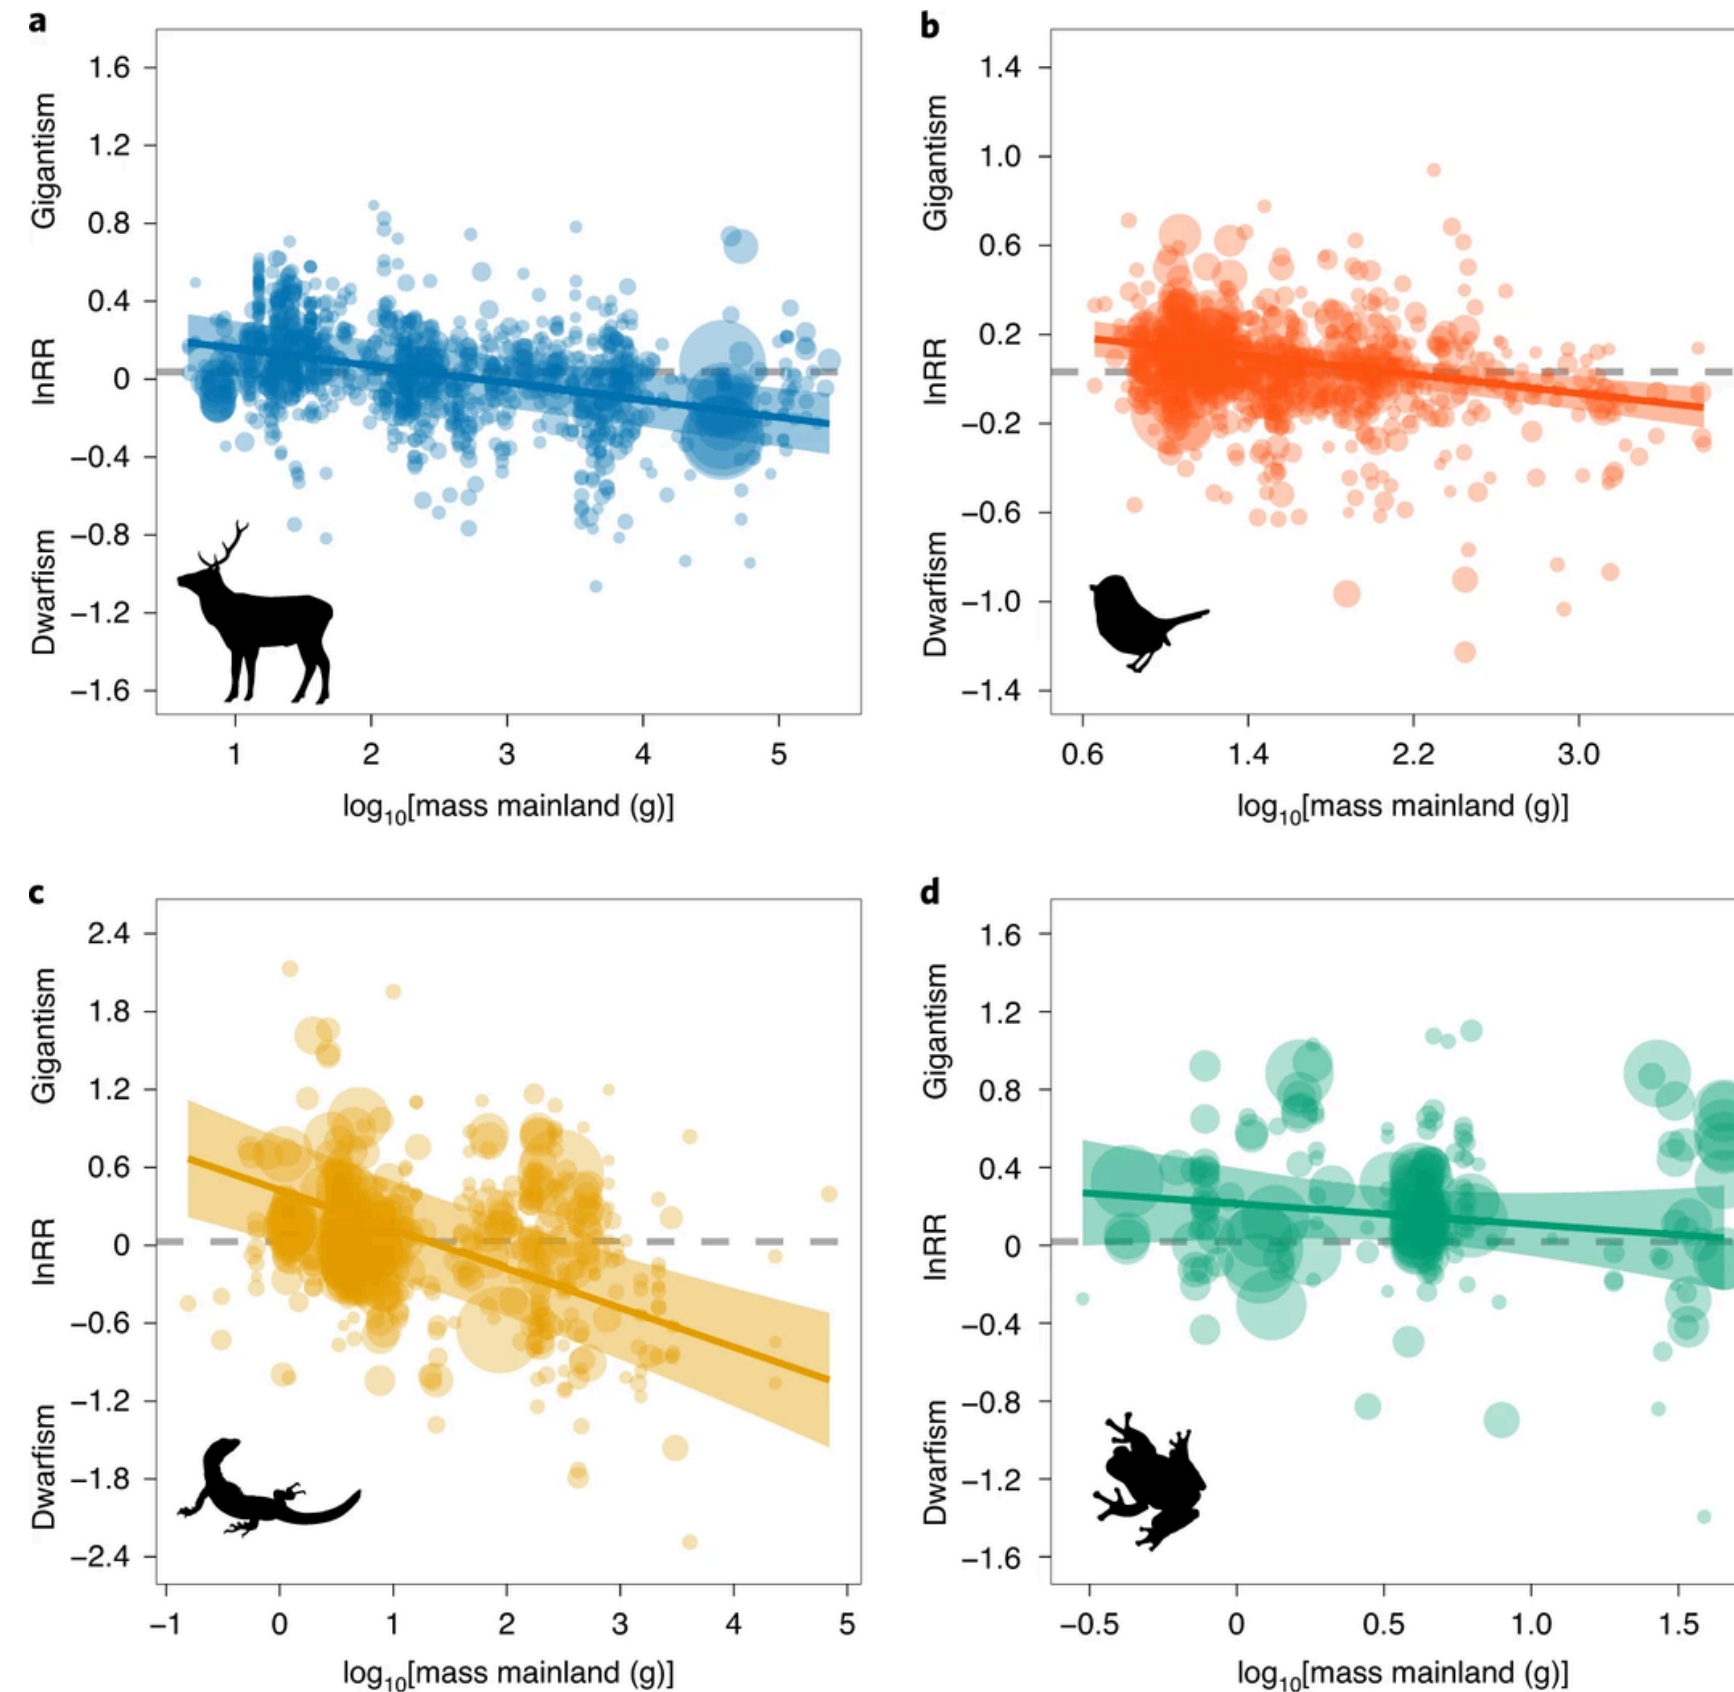 a
Gigantism
lnRR
Dwarfism
1.6
1.2
0.8
0.4
0
−0.4
−0.8
−1.2
−1.6
1 2 3 4 5
log₁₀[mass mainland (g)]
b
Gigantism
lnRR
Dwarfism
1.4
1.0
0.6
0.2
−0.2
−0.6
−1.0
−1.4
0.6 1.4 2.2 3.0
log₁₀[mass mainland (g)]
c
Gigantism
lnRR
Dwarfism
2.4
1.8
1.2
0.6
0
−0.6
−1.2
−1.8
−2.4
−1 0 1 2 3 4 5
log₁₀[mass mainland (g)]
d
Gigantism
lnRR
Dwarfism
1.6
1.2
0.8
0.4
0
−0.4
−0.8
−1.2
−1.6
−0.5 0 0.5 1.0 1.5
log₁₀[mass mainland (g)]